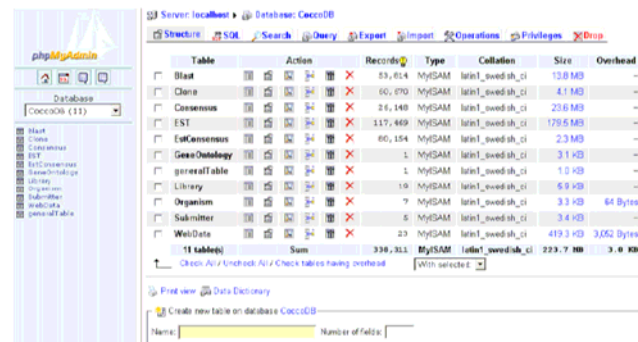 Server: localhost ▸ Database: CoccoDB
Structure SQL Search Query Export Import Operations Privileges Drop
phpMyAdmin
Database
CoccoDB (11)
Blast
Clone
Consensus
EST
EstConsensus
GeneOntology
Library
Organism
Submitter
WebData
generalTable
Table Action Records Type Collation Size Overhead
Blast 53,614 MyISAM latin1_swedish_ci 13.8 MB -
Clone 60,670 MyISAM latin1_swedish_ci 4.1 MB -
Consensus 26,148 MyISAM latin1_swedish_ci 23.6 MB -
EST 117,469 MyISAM latin1_swedish_ci 179.5 MB -
EstConsensus 80,154 MyISAM latin1_swedish_ci 2.3 MB -
GeneOntology 1 MyISAM latin1_swedish_ci 3.1 KB -
generalTable 1 MyISAM latin1_swedish_ci 1.0 KB -
Library 19 MyISAM latin1_swedish_ci 5.9 KB -
Organism 7 MyISAM latin1_swedish_ci 3.3 KB 64 Bytes
Submitter 5 MyISAM latin1_swedish_ci 3.4 KB -
WebData 23 MyISAM latin1_swedish_ci 419.3 KB 3,052 Bytes
11 table(s) Sum 338,311 MyISAM latin1_swedish_ci 223.7 MB 3.0 KB
Check All / Uncheck All / Check tables having overhead With selected:
Print view Data Dictionary
Create new table on database CoccoDB
Name: Number of fields: